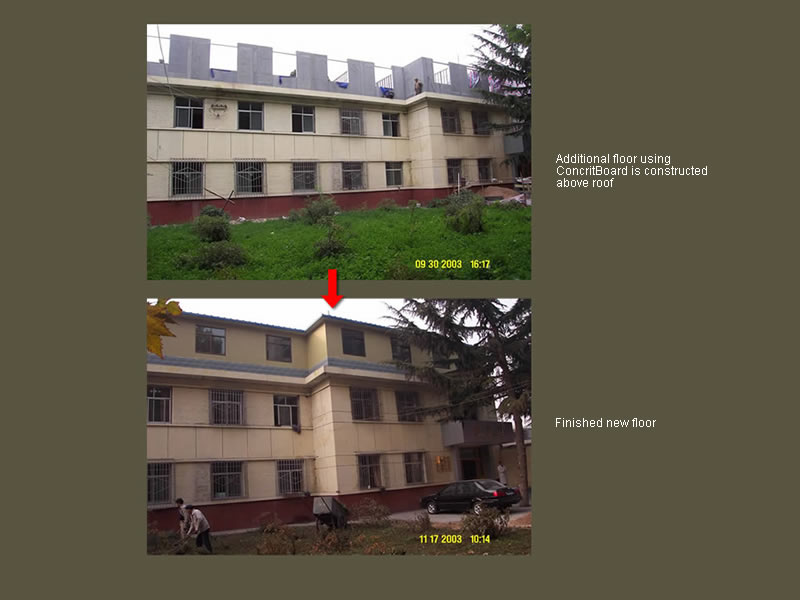 Additional floor using
ConcritBoard is constructed
above roof
09 30 2003 16:17
Finished new floor
11 17 2003 10:14